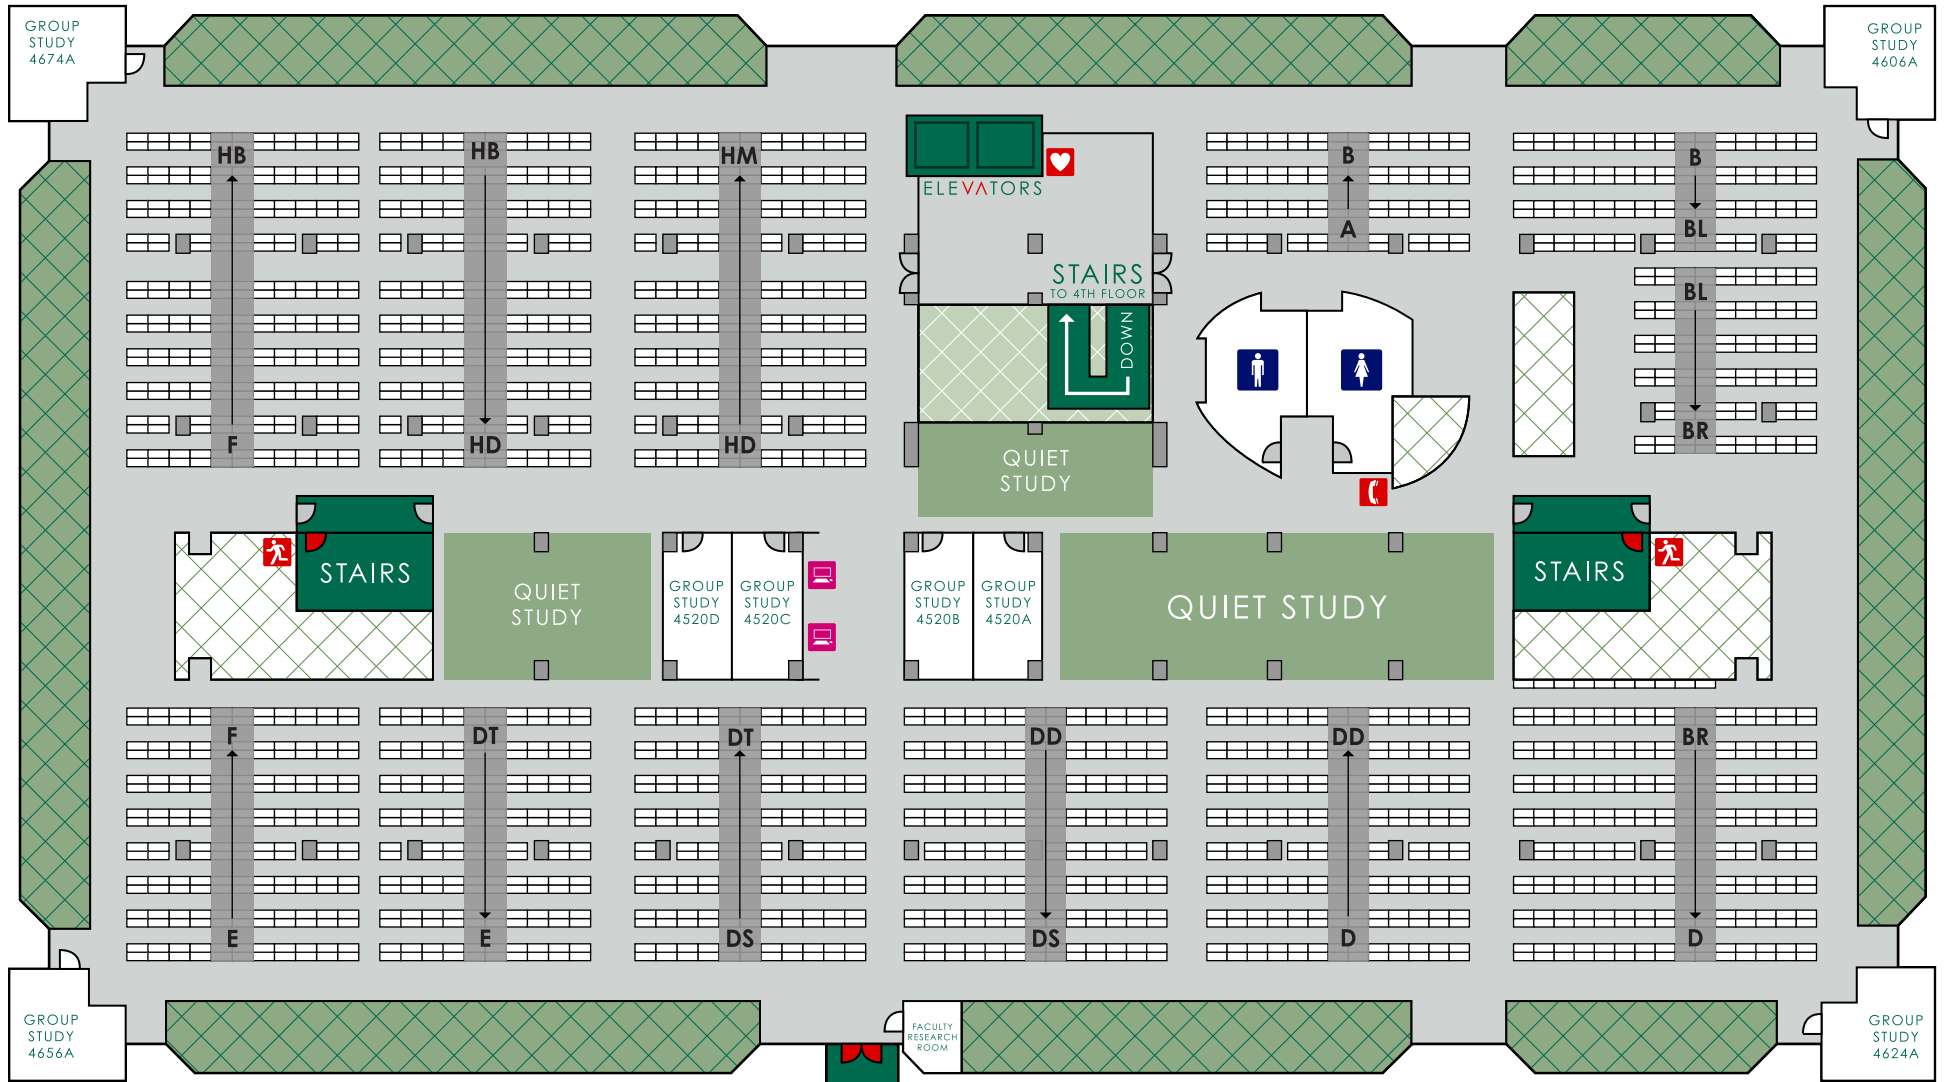 GROUP
STUDY
4674A
GROUP
STUDY
4606A
HB
HB
HM
B
B
ELEVATORS
A
BL
STAIRS
TO 4TH FLOOR
BL
DOWN
F
HD
HD
BR
QUIET
STUDY
STAIRS
QUIET
STUDY
GROUP
STUDY
4520D
GROUP
STUDY
4520C
GROUP
STUDY
4520B
GROUP
STUDY
4520A
QUIET STUDY
STAIRS
F
DT
DT
DD
DD
BR
E
E
DS
DS
D
D
GROUP
STUDY
4656A
FACULTY
RESEARCH
ROOM
GROUP
STUDY
4624A